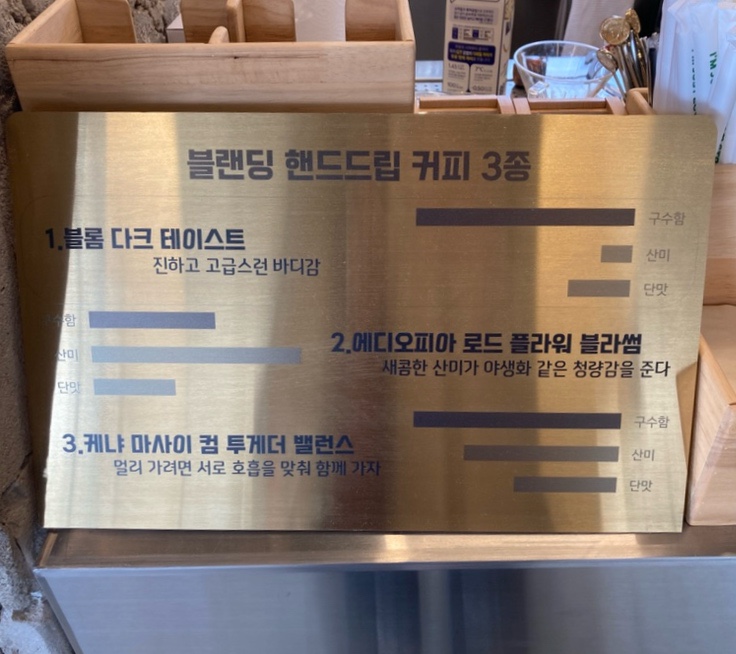 블랜딩 핸드드립 커피 3종
1.블롬 다크 테이스트
진하고 고급스런 바디감
구수함
산미
단맛
2.에디오피아 로드 플라워 블라썸
새콤한 산미가 야생화 같은 청량감을 준다
구수함
산미
단맛
3.케냐 마사이 컴 투게더 밸런스
멀리 가려면 서로 호흡을 맞춰 함께 가자
구수함
산미
단맛